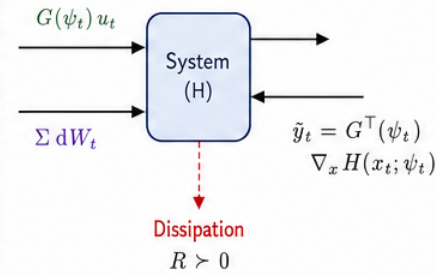 G(ψ_t) u_t
System
(H)
Σ dW_t
ỹ_t = G^⊤(ψ_t)
∇_x H(x_t; ψ_t)
Dissipation
R ≻ 0